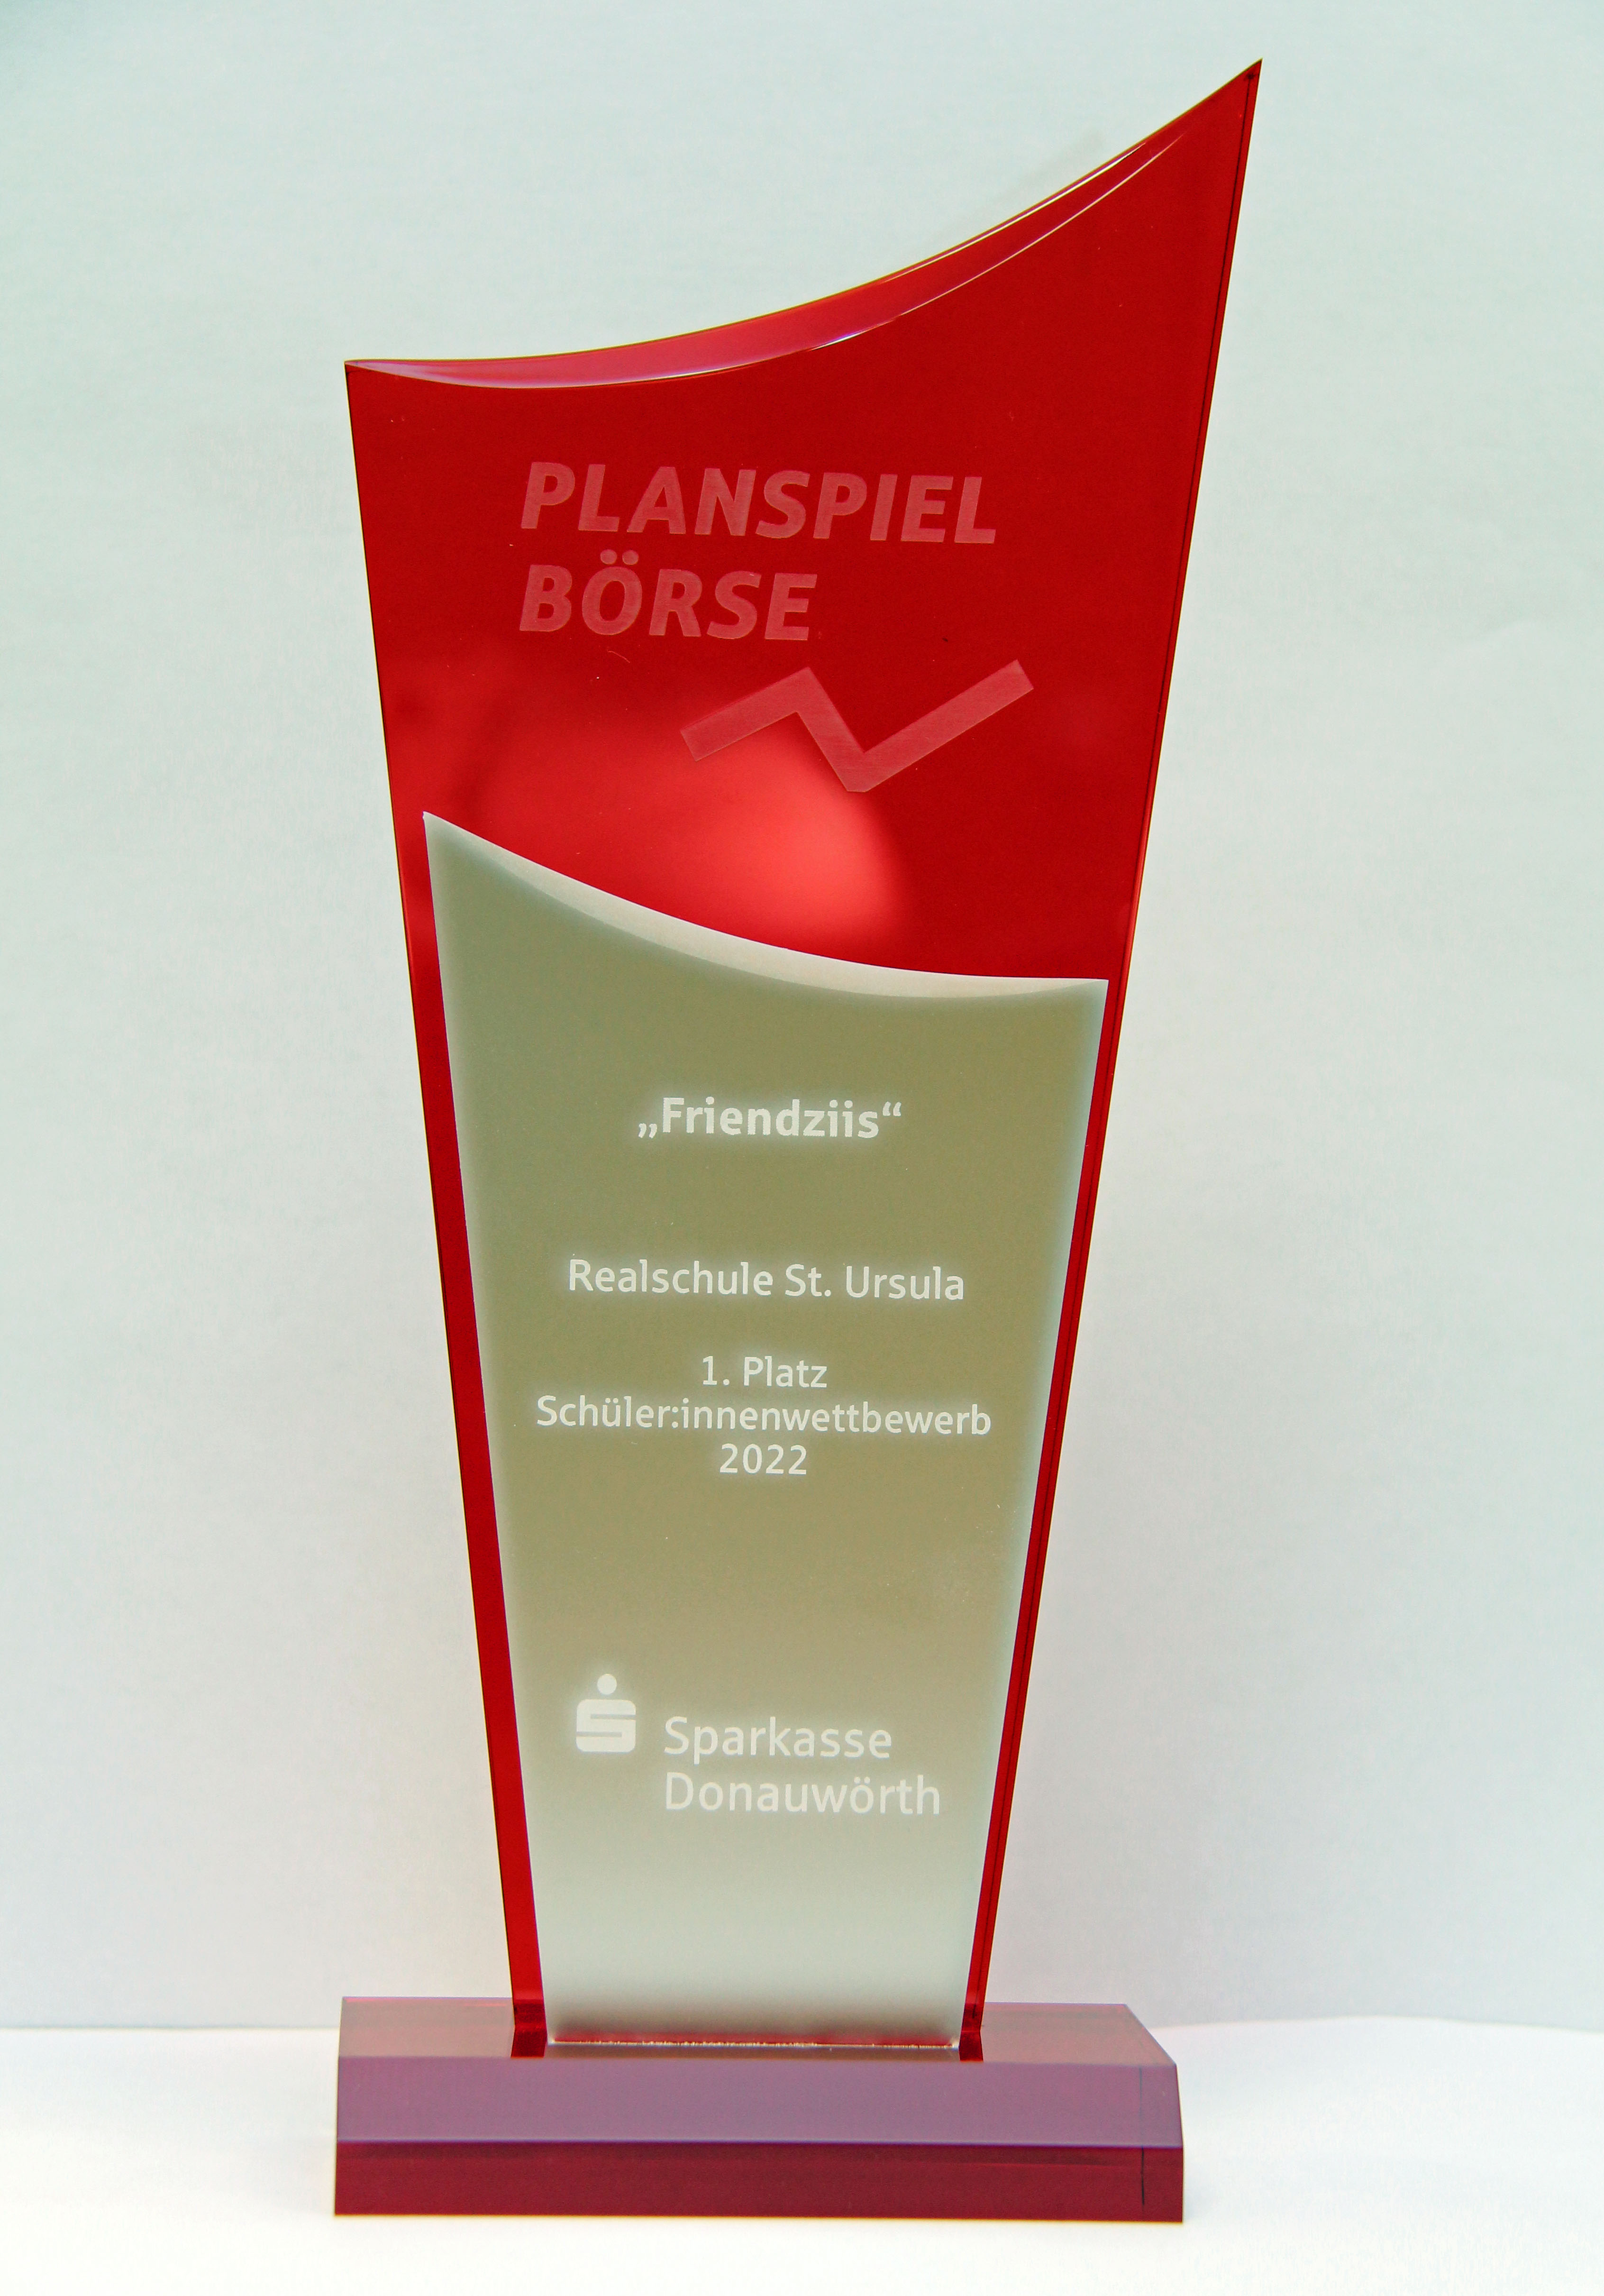 PLANSPIEL
BÖRSE
„Friendziis“
Realschule St. Ursula
1. Platz
Schüler:innenwettbewerb
2022
Sparkasse
Donauwörth